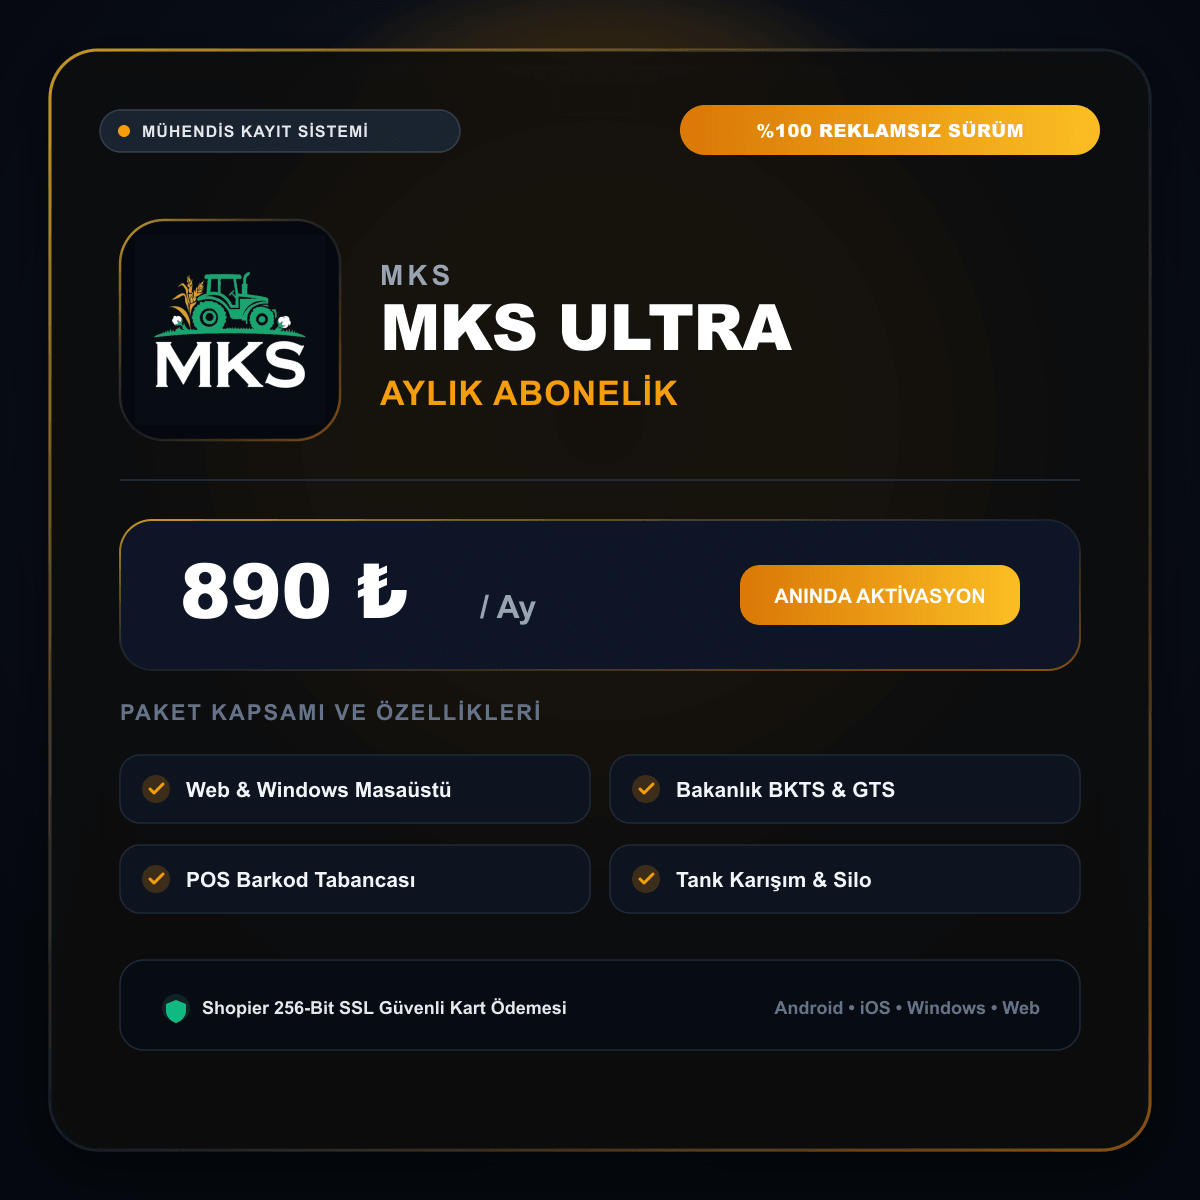 MÜHENDİS KAYIT SİSTEMİ
%100 REKLAMSIZ SÜRÜM
MKS
MKS
MKS ULTRA
AYLIK ABONELİK
890 ₺ / Ay
ANINDA AKTİVASYON
PAKET KAPSAMI VE ÖZELLİKLERİ
Web & Windows Masaüstü
Bakanlık BKTS & GTS
POS Barkod Tabancası
Tank Karışım & Silo
Shopier 256-Bit SSL Güvenli Kart Ödemesi
Android • iOS • Windows • Web